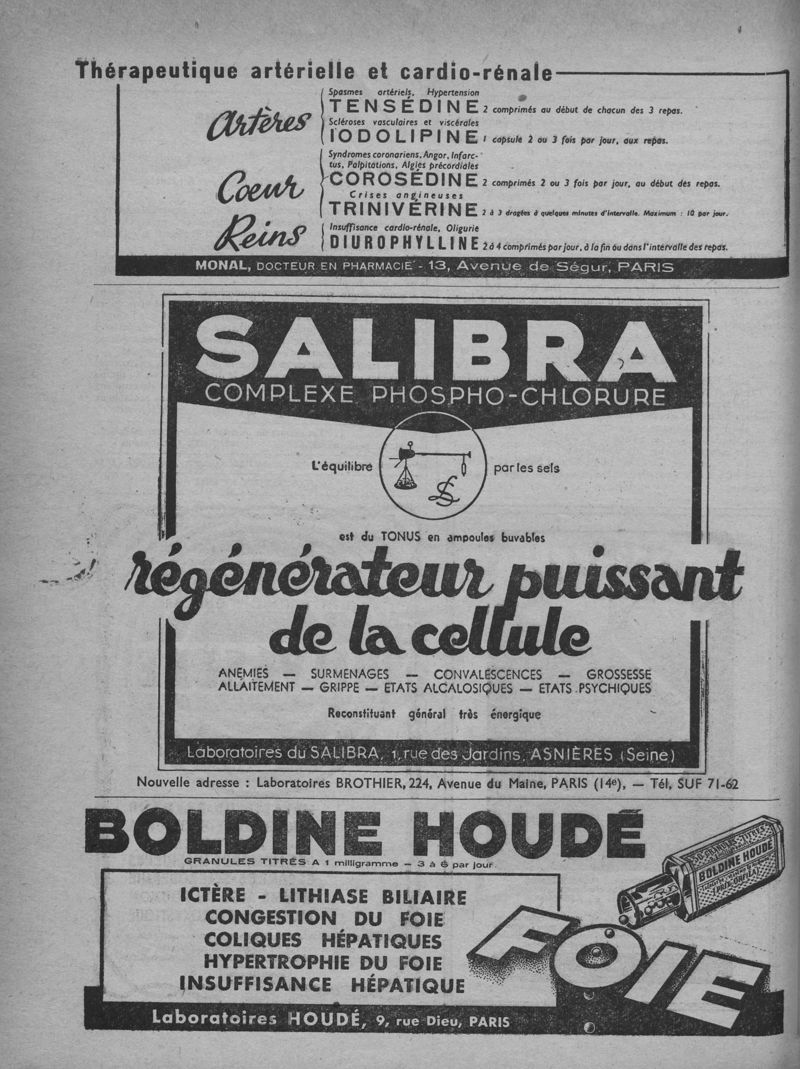 Thérapeutique artérielle et cardio-rénale
Artères
Spasmes artériels, Hypertension
TENSÉDINE 2 comprimés au début de chacun des 3 repas.
Scléroses vasculaires et viscérales
IODOLIPINE 1 capsule 2 ou 3 fois par jour, aux repas.
Coeur
Syndromes coronariens, Angor, Infarc-
tus, Palpitations, Algies précordiales
COROSÉDINE 2 comprimés 2 ou 3 fois par jour, au début des repas.
Crises angineuses
TRINIVÉRINE 2 à 3 dragées à quelques minutes d'intervalle. Maximum : 10 par jour.
Reins
Insuffisance cardio-rénale, Oligurie
DIUROPHYLLINE 2 à 4 comprimés par jour, à la fin ou dans l'intervalle des repas.
MONAL, DOCTEUR EN PHARMACIE - 13, Avenue de Ségur, PARIS
SALIBRA
COMPLEXE PHOSPHO-CHLORURE
L'équilibre par les sels
LS
est du TONUS en ampoules buvables
régénérateur puissant
de la cellule
ANEMIES — SURMENAGES — CONVALESCENCES — GROSSESSE
ALLAITEMENT — GRIPPE — ETATS ALCALOSIQUES — ETATS PSYCHIQUES
Reconstituant général très énergique
Laboratoires du SALIBRA, 1, rue des Jardins, ASNIÈRES (Seine)
Nouvelle adresse : Laboratoires BROTHIER, 224, Avenue du Maine, PARIS (14e), — Tél. SUF 71-62
BOLDINE HOUDÉ
GRANULES TITRÉS A 1 milligramme — 3 à 6 par jour.
BOLDINE HOUDÉ
ICTÈRE - LITHIASE BILIAIRE
CONGESTION DU FOIE
COLIQUES HÉPATIQUES
HYPERTROPHIE DU FOIE
INSUFFISANCE HÉPATIQUE
FOIE
Laboratoires HOUDÉ, 9, rue Dieu, PARIS